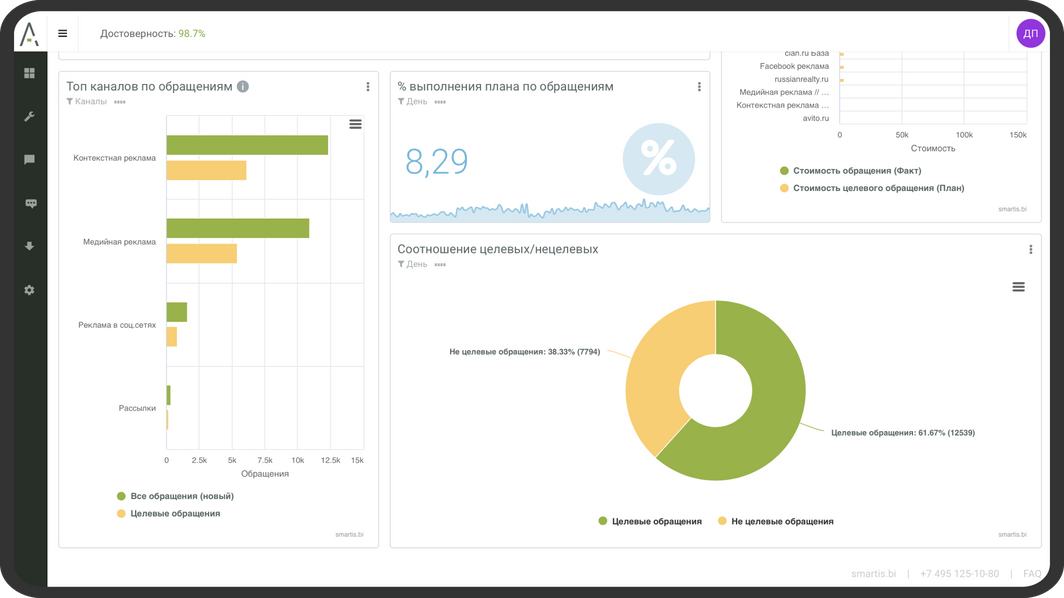 Достоверность: 98.7%
ДП
Топ каналов по обращениям
Каналы
Контекстная реклама
Медийная реклама
Реклама в соц.сетях
Рассылки
0 2.5k 5k 7.5k 10k 12.5k 15k
Обращения
Все обращения (новый)
Целевые обращения
smartis.bi
% выполнения плана по обращениям
День
8,29
%
cian.ru База
Facebook реклама
russianrealty.ru
Медийная реклама // ...
Контекстная реклама ...
avito.ru
0 50k 100k 150k
Стоимость
Стоимость обращения (Факт)
Стоимость целевого обращения (План)
smartis.bi
Соотношение целевых/нецелевых
День
Не целевые обращения: 38.33% (7794)
Целевые обращения: 61.67% (12539)
Целевые обращения Не целевые обращения
smartis.bi
smartis.bi | +7 495 125-10-80 | FAQ